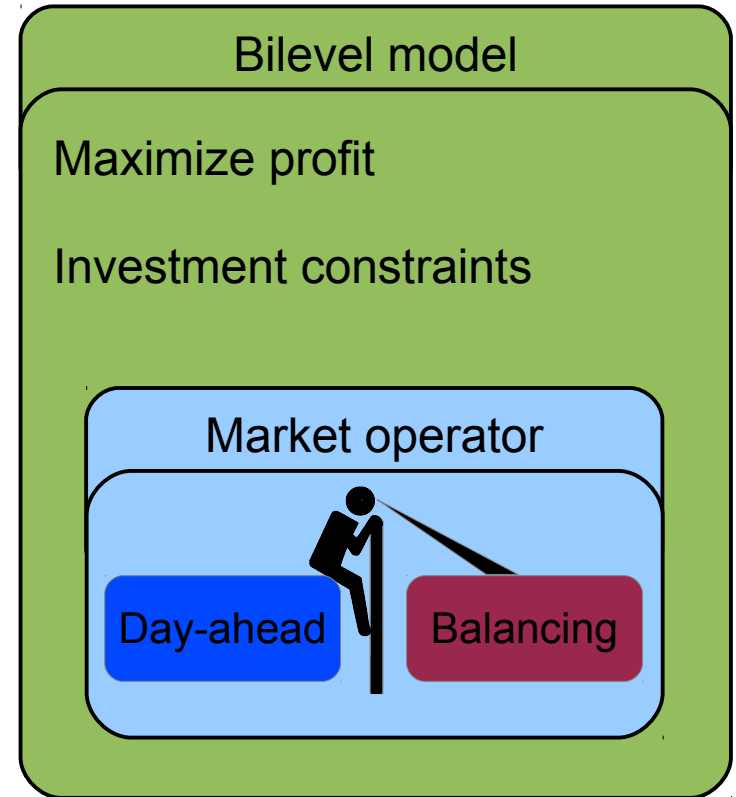 Bilevel model
Maximize profit
Investment constraints
Market operator
Day-ahead
Balancing